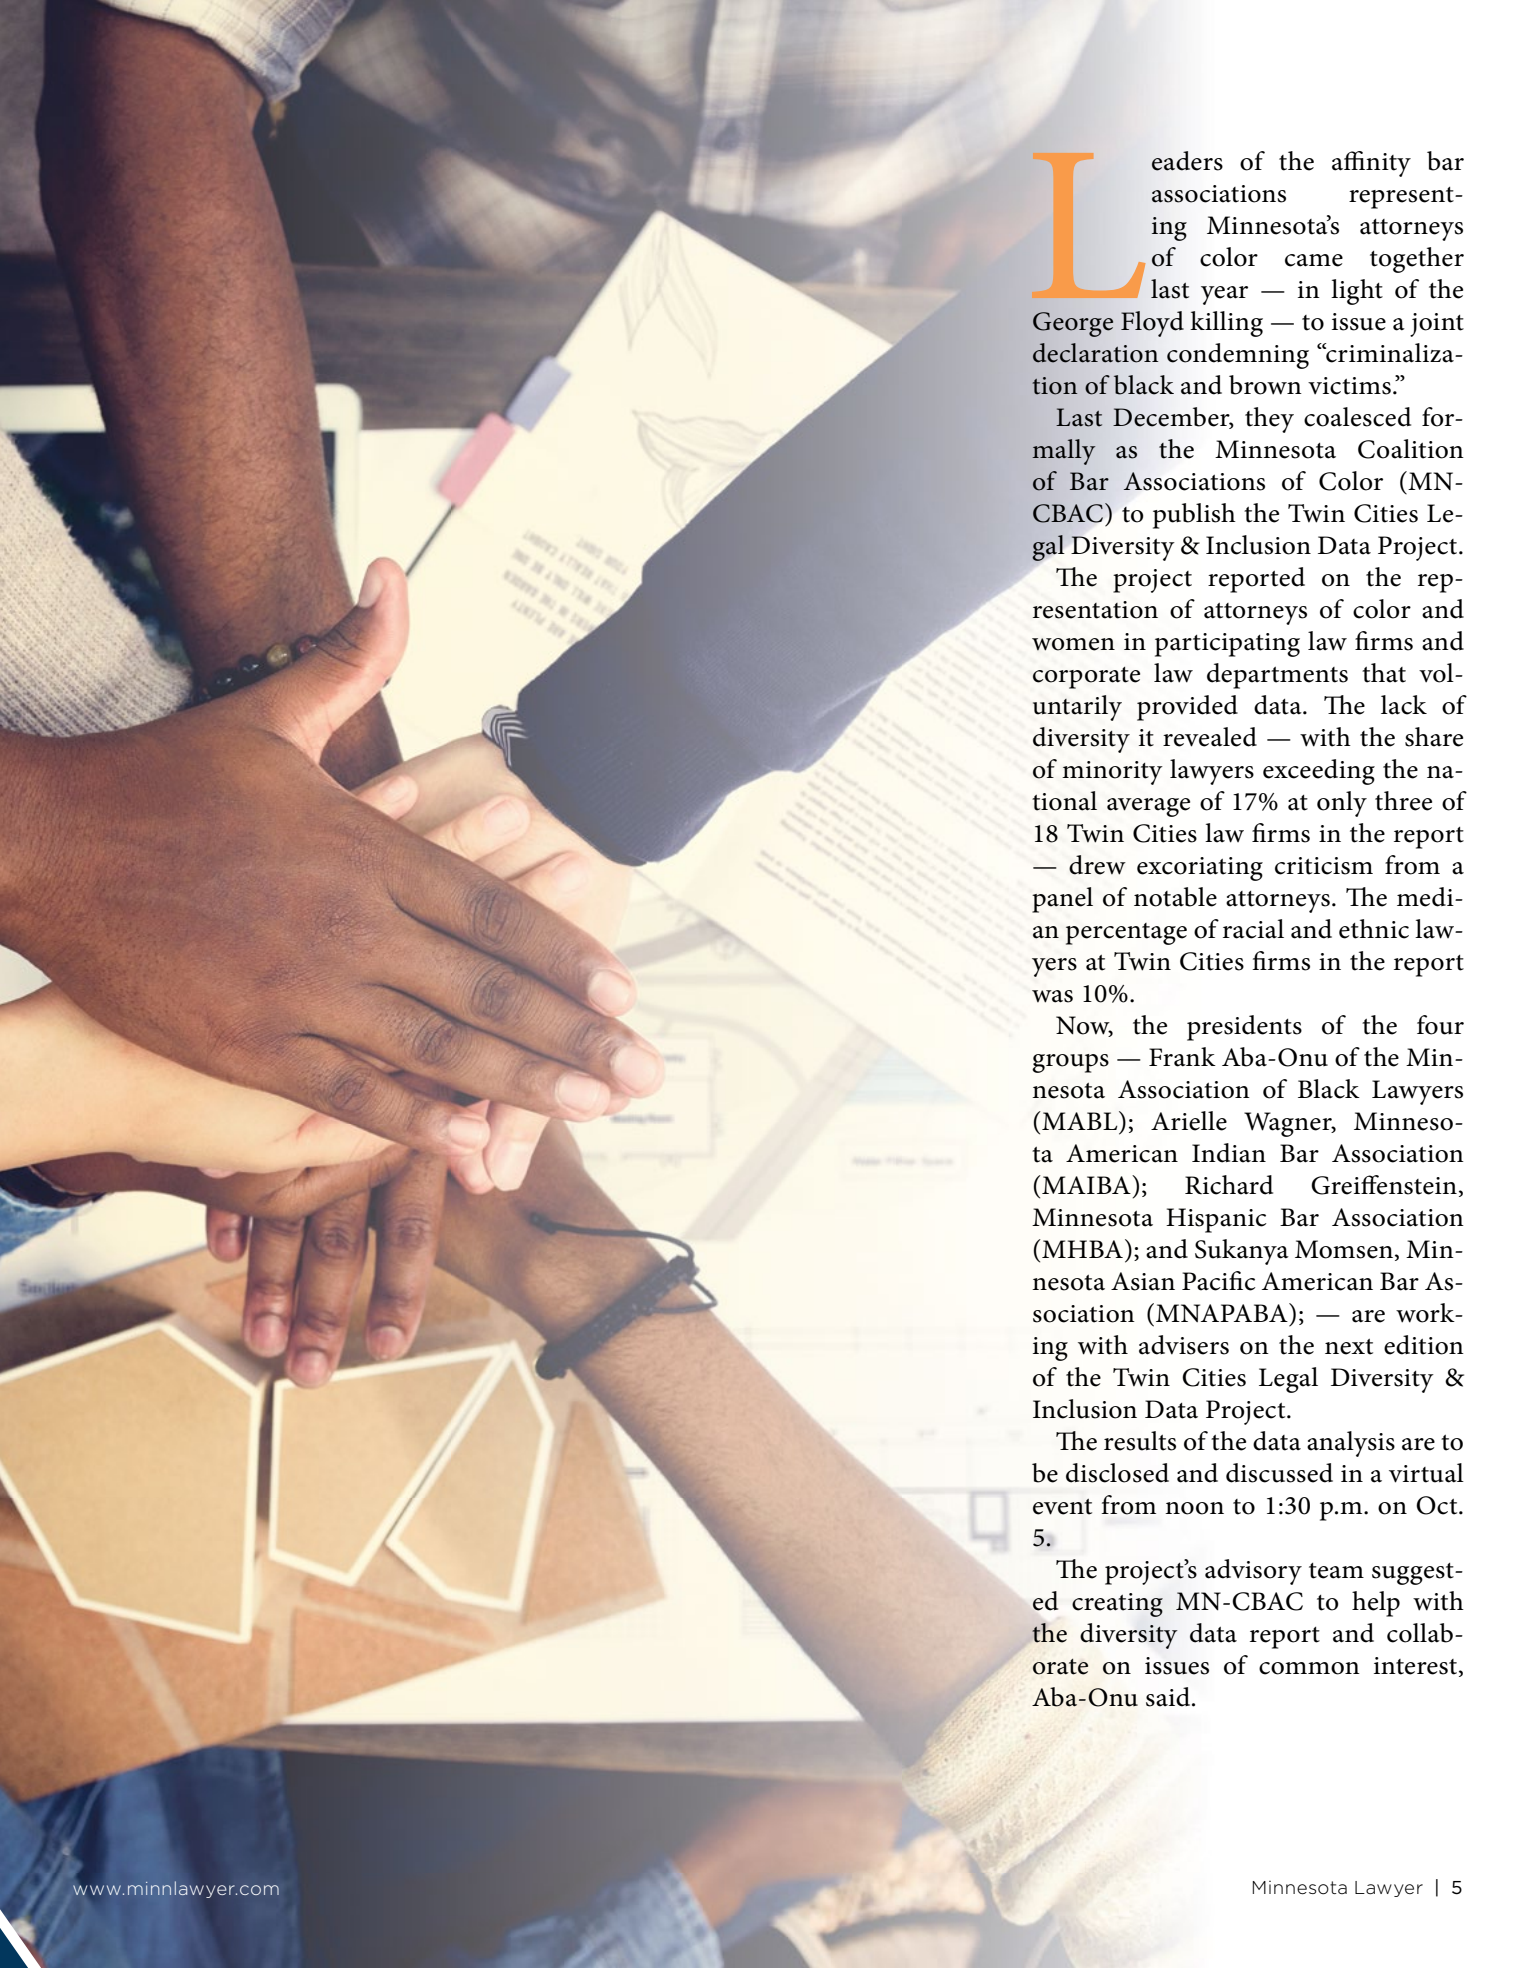 Leaders of the affinity bar
associations represent-
ing Minnesota's attorneys
of color came together
last year — in light of the
George Floyd killing — to issue a joint
declaration condemning “criminaliza-
tion of black and brown victims.”
Last December, they coalesced for-
mally as the Minnesota Coalition
of Bar Associations of Color (MN-
CBAC) to publish the Twin Cities Le-
gal Diversity & Inclusion Data Project.
The project reported on the rep-
resentation of attorneys of color and
women in participating law firms and
corporate law departments that vol-
untarily provided data. The lack of
diversity it revealed — with the share
of minority lawyers exceeding the na-
tional average of 17% at only three of
18 Twin Cities law firms in the report
— drew excoriating criticism from a
panel of notable attorneys. The medi-
an percentage of racial and ethnic law-
yers at Twin Cities firms in the report
was 10%.
Now, the presidents of the four
groups — Frank Aba-Onu of the Min-
nesota Association of Black Lawyers
(MABL); Arielle Wagner, Minneso-
ta American Indian Bar Association
(MAIBA); Richard Greiffenstein,
Minnesota Hispanic Bar Association
(MHBA); and Sukanya Momsen, Min-
nesota Asian Pacific American Bar As-
sociation (MNAPABA); — are work-
ing with advisers on the next edition
of the Twin Cities Legal Diversity &
Inclusion Data Project.
The results of the data analysis are to
be disclosed and discussed in a virtual
event from noon to 1:30 p.m. on Oct.
5.
The project's advisory team suggest-
ed creating MN-CBAC to help with
the diversity data report and collab-
orate on issues of common interest,
Aba-Onu said.
www.minnlawyer.com
Minnesota Lawyer | 5